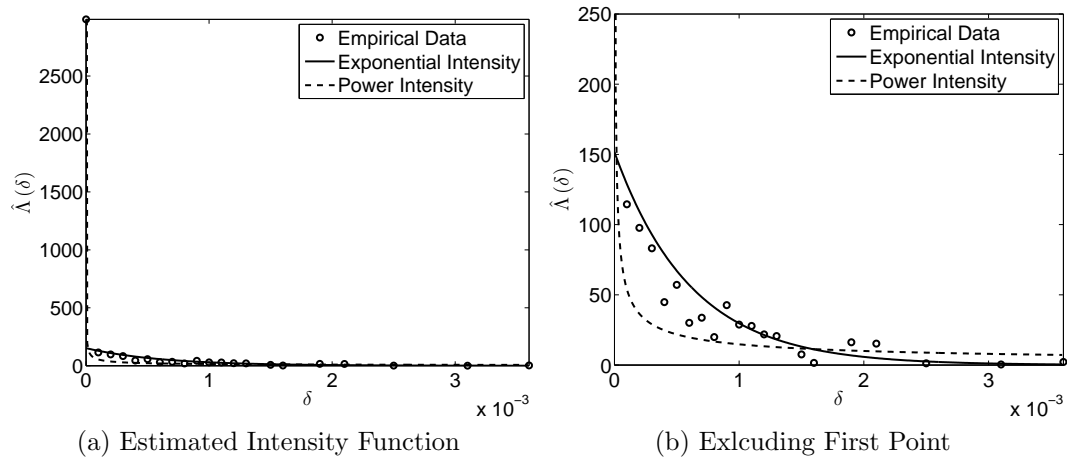 Empirical Data
Exponential Intensity
Power Intensity
2500
2000
1500
1000
500
0
Λ̂(δ)
0 1 2 3
δ
x 10⁻³
(a) Estimated Intensity Function
250
Empirical Data
Exponential Intensity
Power Intensity
200
150
100
50
0
Λ̂(δ)
0 1 2 3
δ
x 10⁻³
(b) Exlcuding First Point